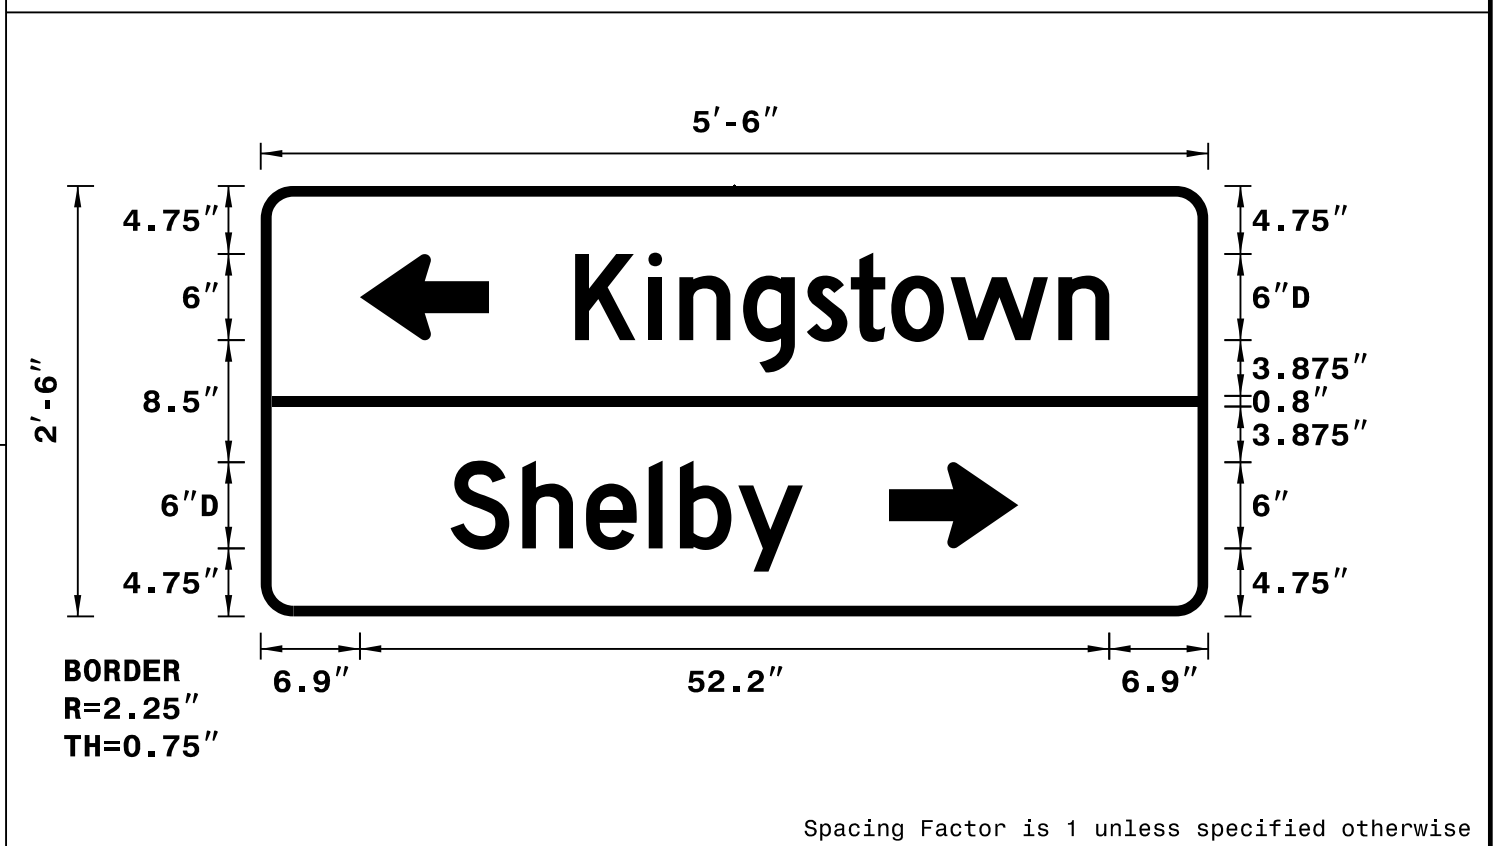 5'-6"
4.75"
4.75"
Kingstown
6"
6"D
2'-6"
8.5"
3.875"
0.8"
3.875"
Shelby
6"D
6"
4.75"
4.75"
6.9"
52.2"
6.9"
BORDER
R=2.25"
TH=0.75"
Spacing Factor is 1 unless specified otherwise